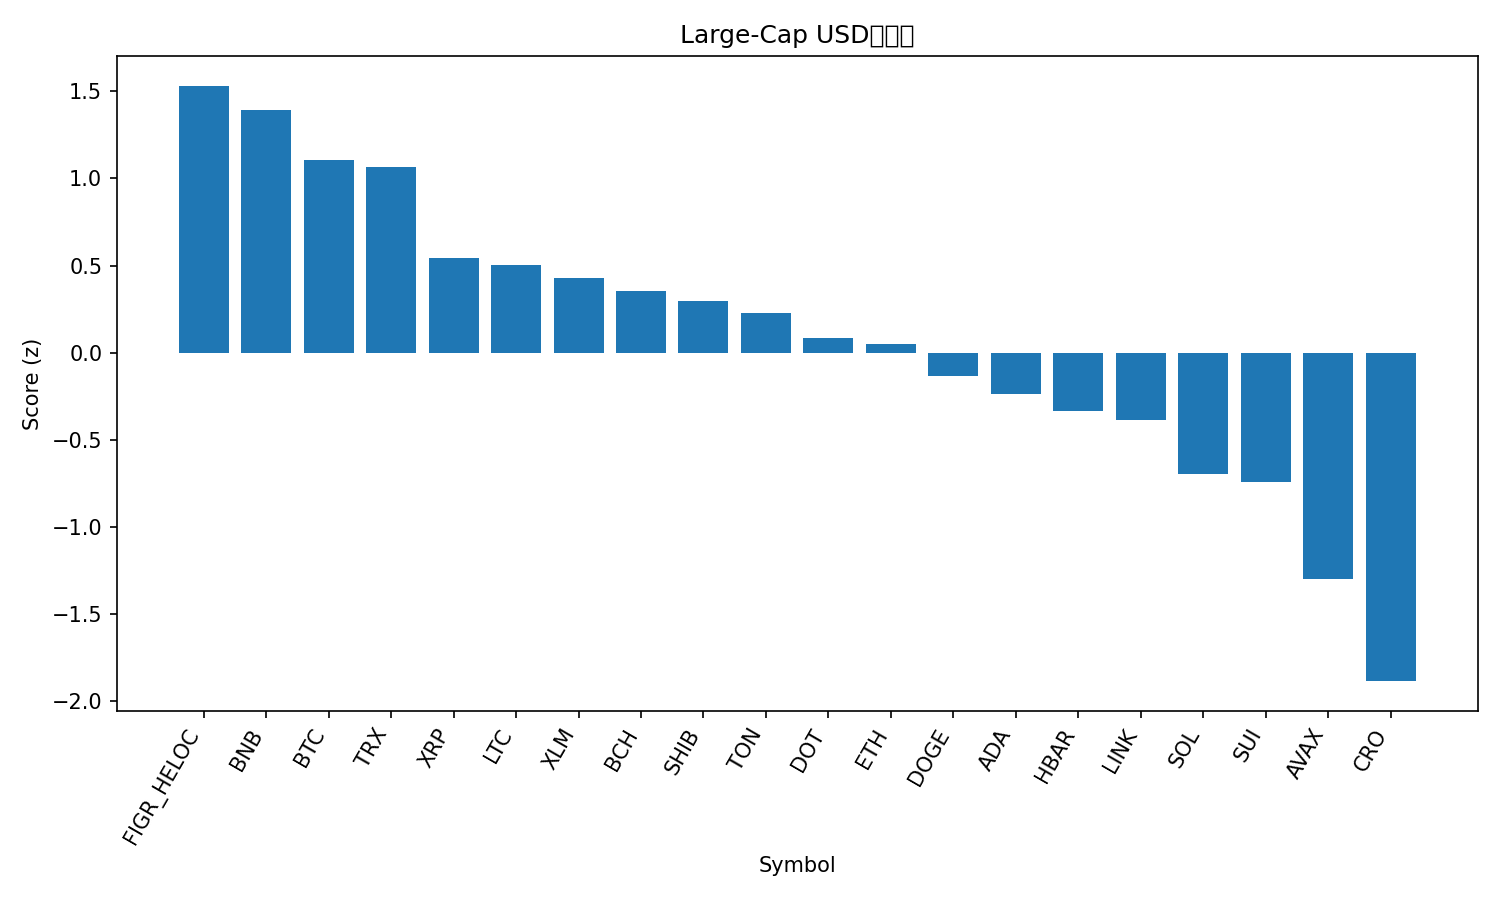 Large-Cap USD
Score (z)
1.5
1.0
0.5
0.0
−0.5
−1.0
−1.5
−2.0
FIGR_HELOC
BNB
BTC
TRX
XRP
LTC
XLM
BCH
SHIB
TON
DOT
ETH
DOGE
ADA
HBAR
LINK
SOL
SUI
AVAX
CRO
Symbol